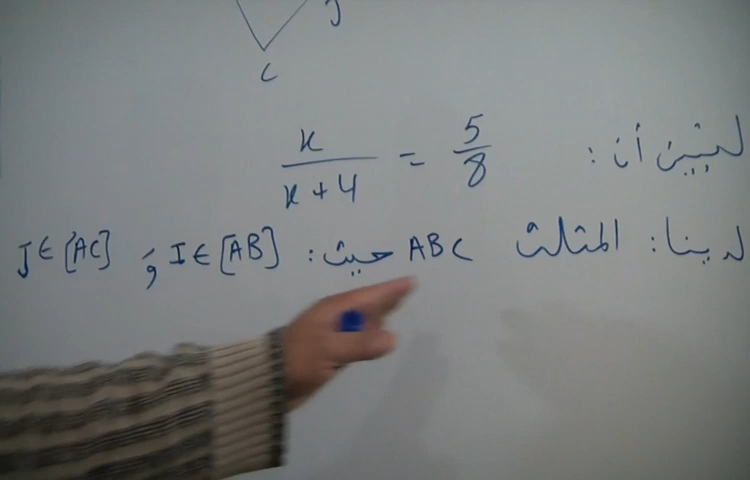 J
C
لنبين أن : x/(x+4) = 5/8
لدينا : المثلث ABC حيث : I∈[AB] و J∈[AC]